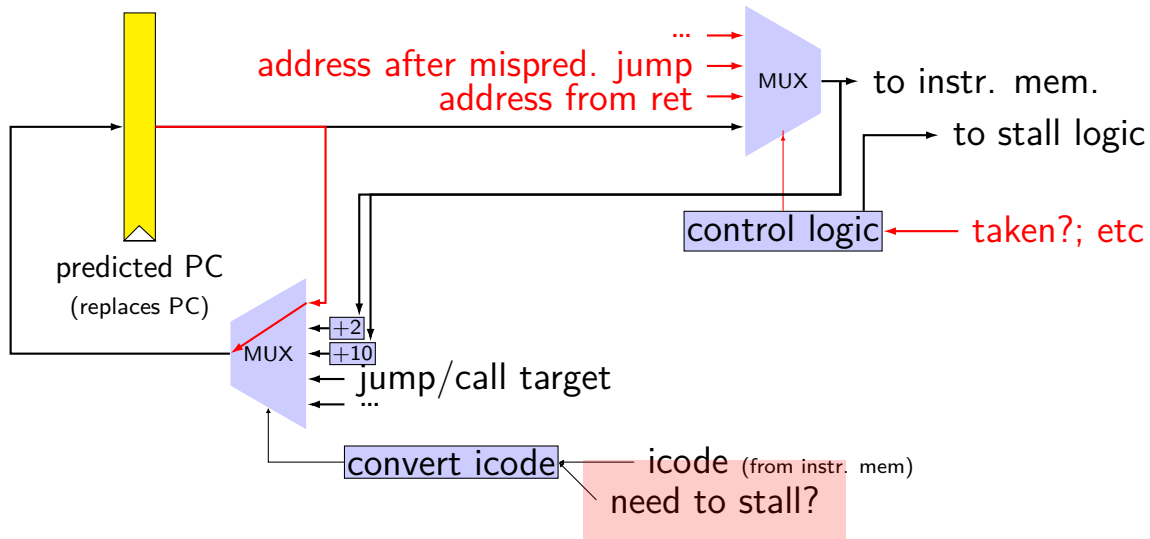 ...
address after mispred. jump
address from ret
MUX
to instr. mem.
to stall logic
control logic
taken?; etc
predicted PC
(replaces PC)
+2
+10
MUX
jump/call target
...
convert icode
icode (from instr. mem)
need to stall?